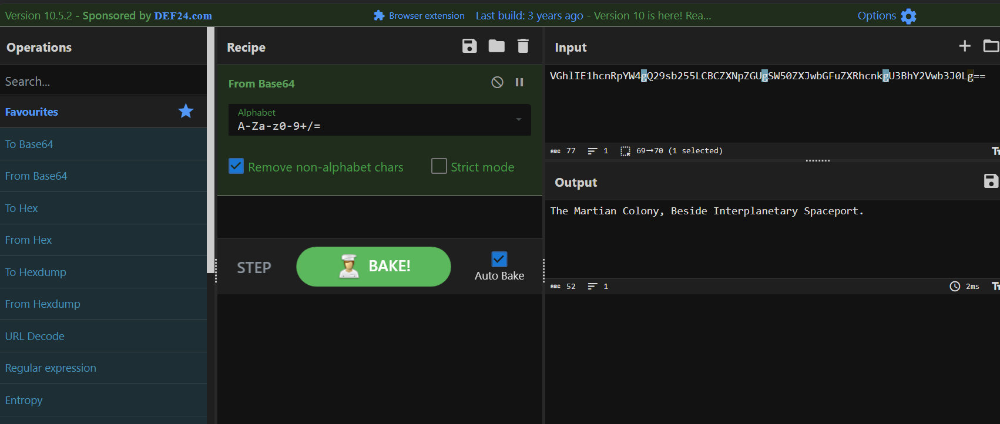 Version 10.5.2 - Sponsored by DEF24.com
Browser extension
Last build: 3 years ago - Version 10 is here! Rea...
Options
Operations
Search...
Favourites
To Base64
From Base64
To Hex
From Hex
To Hexdump
From Hexdump
URL Decode
Regular expression
Entropy
Recipe
From Base64
Alphabet
A-Za-z0-9+/=
Remove non-alphabet chars
Strict mode
STEP
BAKE!
Auto Bake
Input
VGhlIE1hcnRpYW4gQ29sb255LCBCZXNpZGUgSW50ZXJwbGFuZXRhcnkgU3BhY2Vwb3J0Lg==
ABC 77 1 69→70 (1 selected)
Output
The Martian Colony, Beside Interplanetary Spaceport.
ABC 52 1 2ms